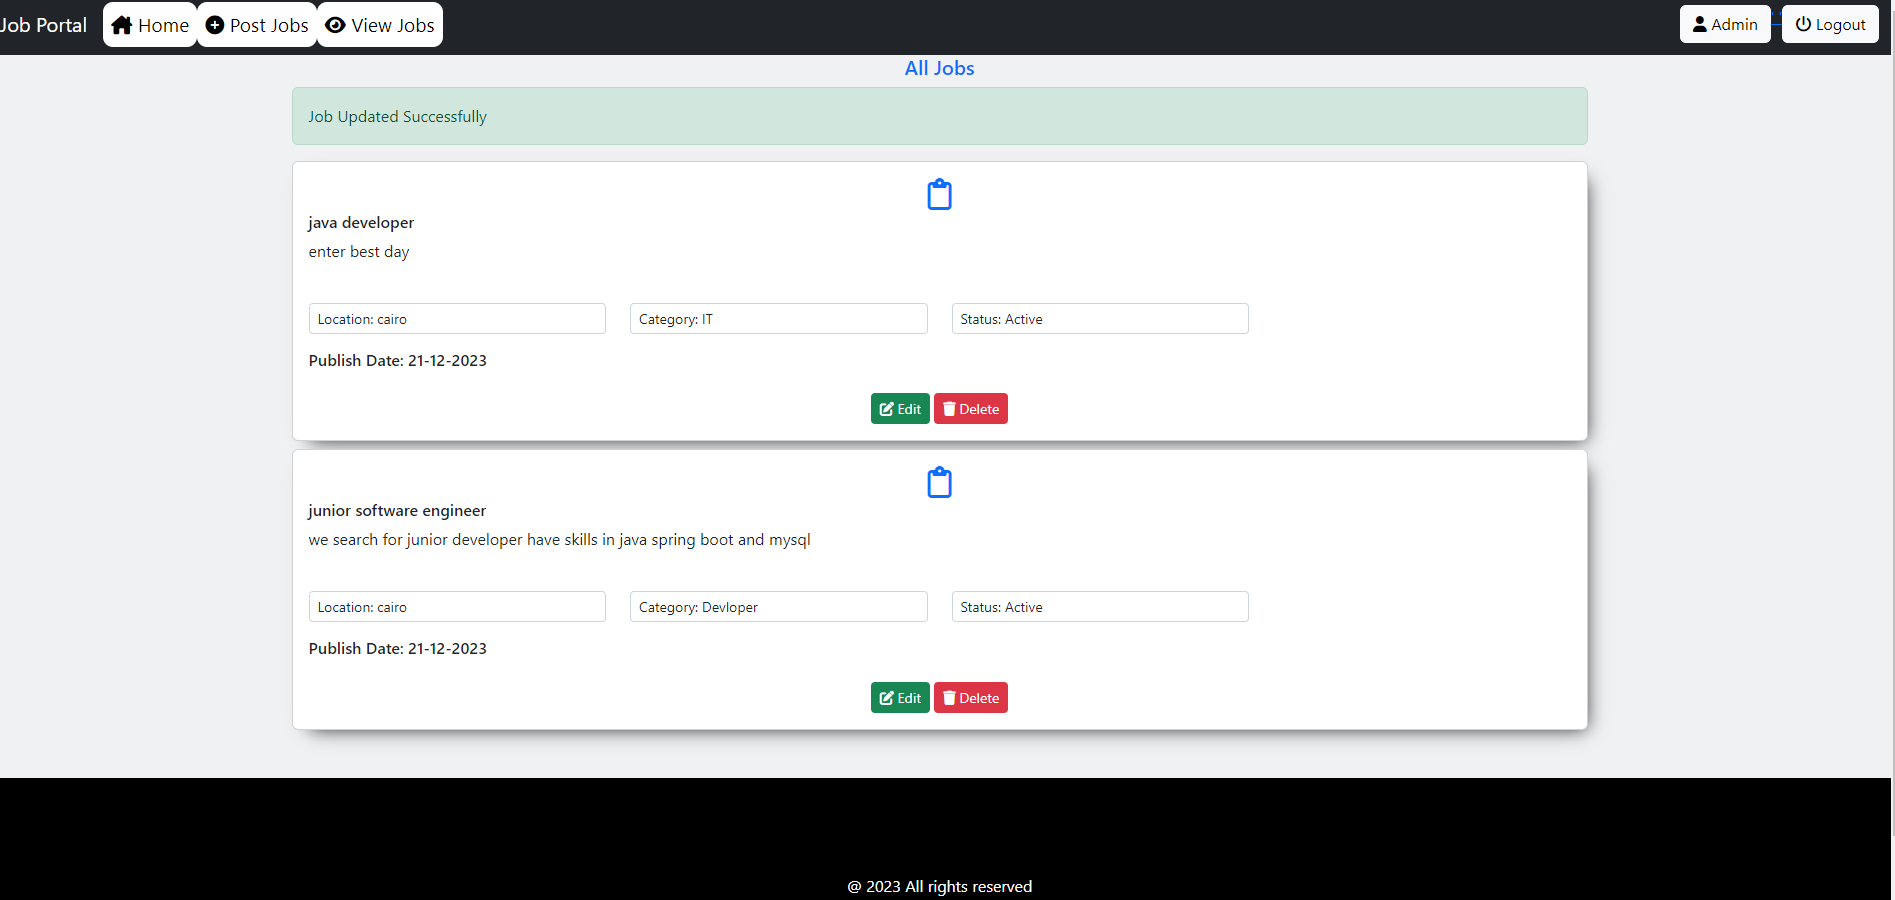 Job Portal Home Post Jobs View Jobs Admin Logout
All Jobs
Job Updated Successfully
java developer
enter best day
Location: cairo Category: IT Status: Active
Publish Date: 21-12-2023
Edit Delete
junior software engineer
we search for junior developer have skills in java spring boot and mysql
Location: cairo Category: Devloper Status: Active
Publish Date: 21-12-2023
Edit Delete
@ 2023 All rights reserved